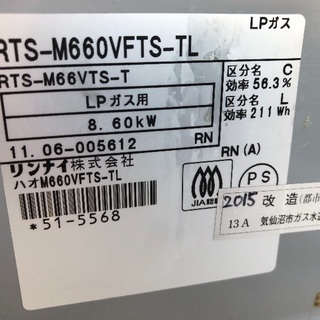 LPガス
RTS-M660VFTS-TL
RTS-M66VTS-T
区分名 C
効率 56.3%
LPガス用
8.60kW
区分名 L
効率 211Wh
11.06-005612 RN
RN(A)
リンナイ株式会社
ハオM660VFTS-TL
*51-5568
JIA
PS
2015 改造(都市
13A 気仙沼市ガス水道